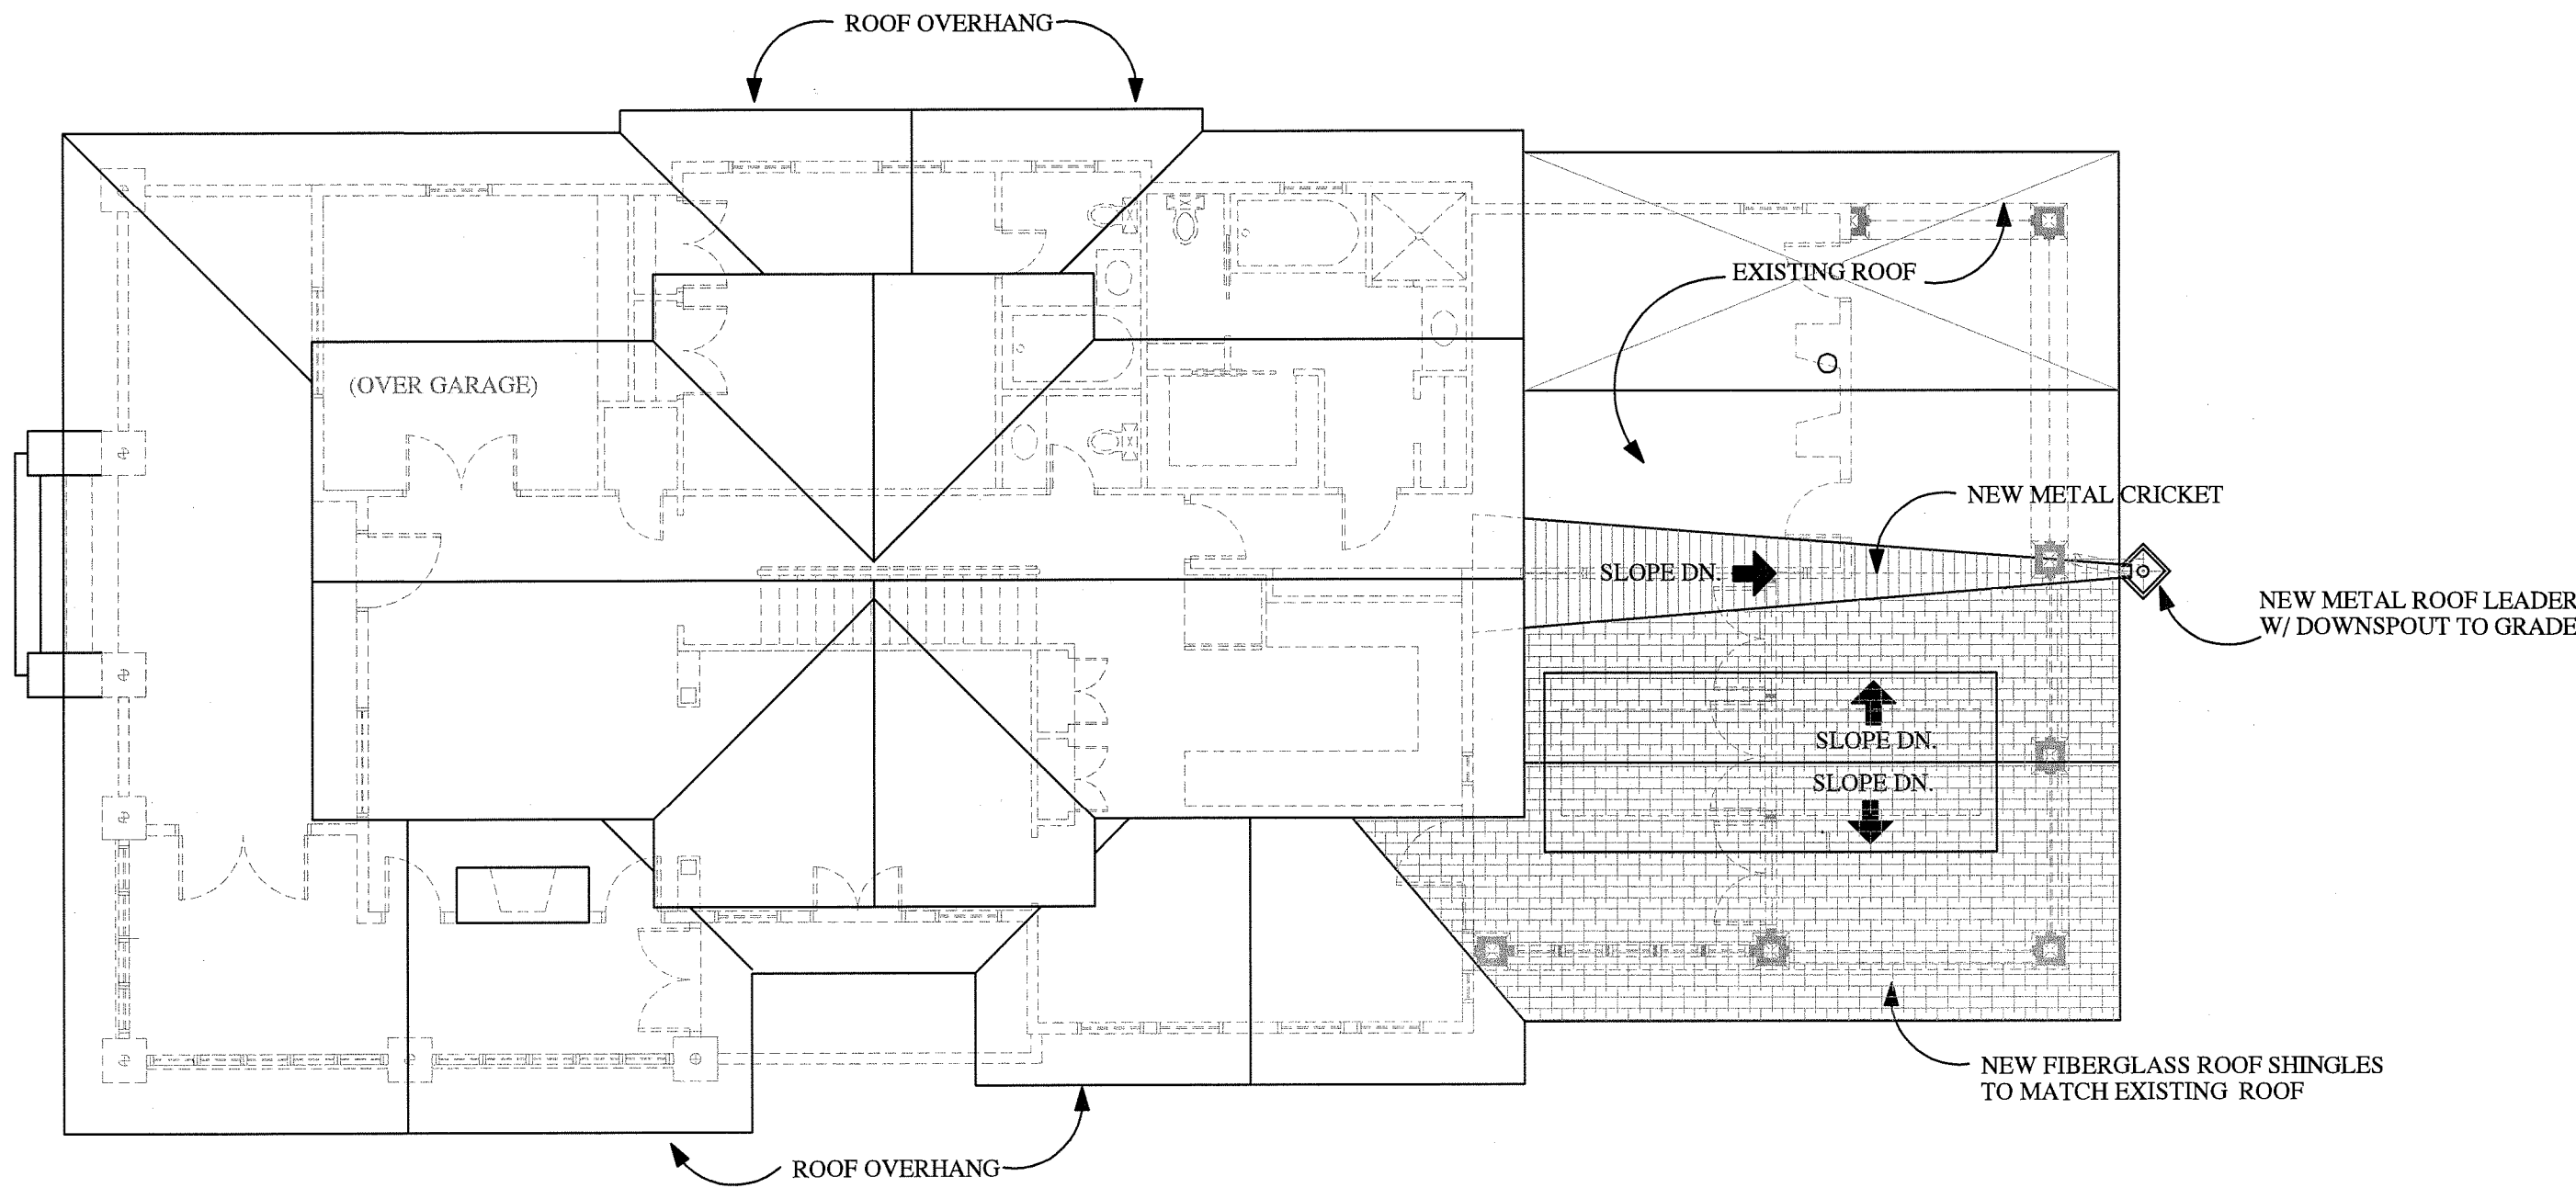 ROOF OVERHANG
EXISTING ROOF
(OVER GARAGE)
NEW METAL CRICKET
SLOPE DN.
NEW METAL ROOF LEADER
W/ DOWNSPOUT TO GRADE
SLOPE DN.
SLOPE DN.
NEW FIBERGLASS ROOF SHINGLES
TO MATCH EXISTING ROOF
ROOF OVERHANG